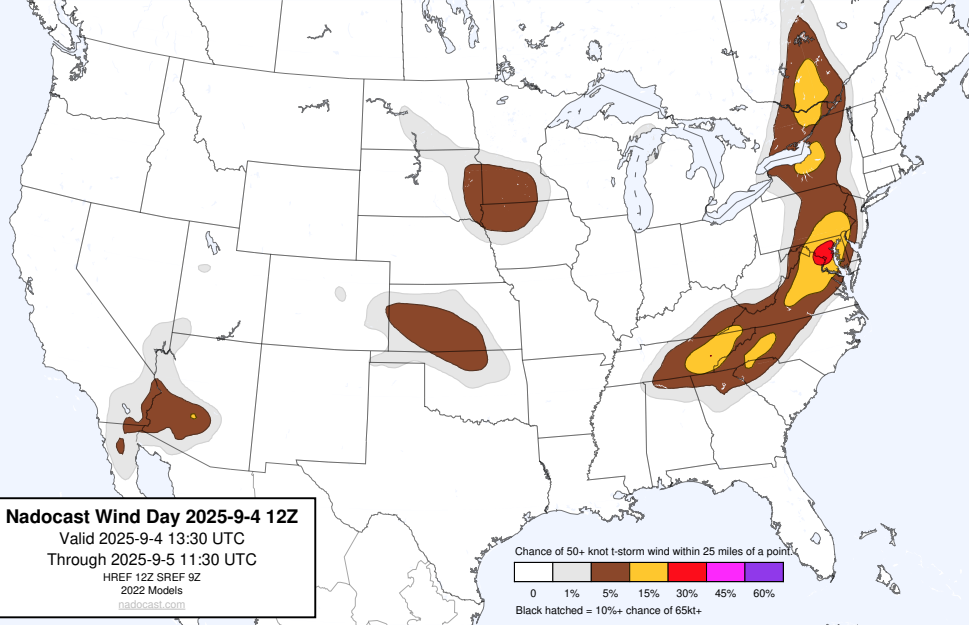 Nadocast Wind Day 2025-9-4 12Z
Valid 2025-9-4 13:30 UTC
Through 2025-9-5 11:30 UTC
HREF 12Z SREF 9Z
2022 Models
nadocast.com
Chance of 50+ knot t-storm wind within 25 miles of a point.
0 1% 5% 15% 30% 45% 60%
Black hatched = 10%+ chance of 65kt+